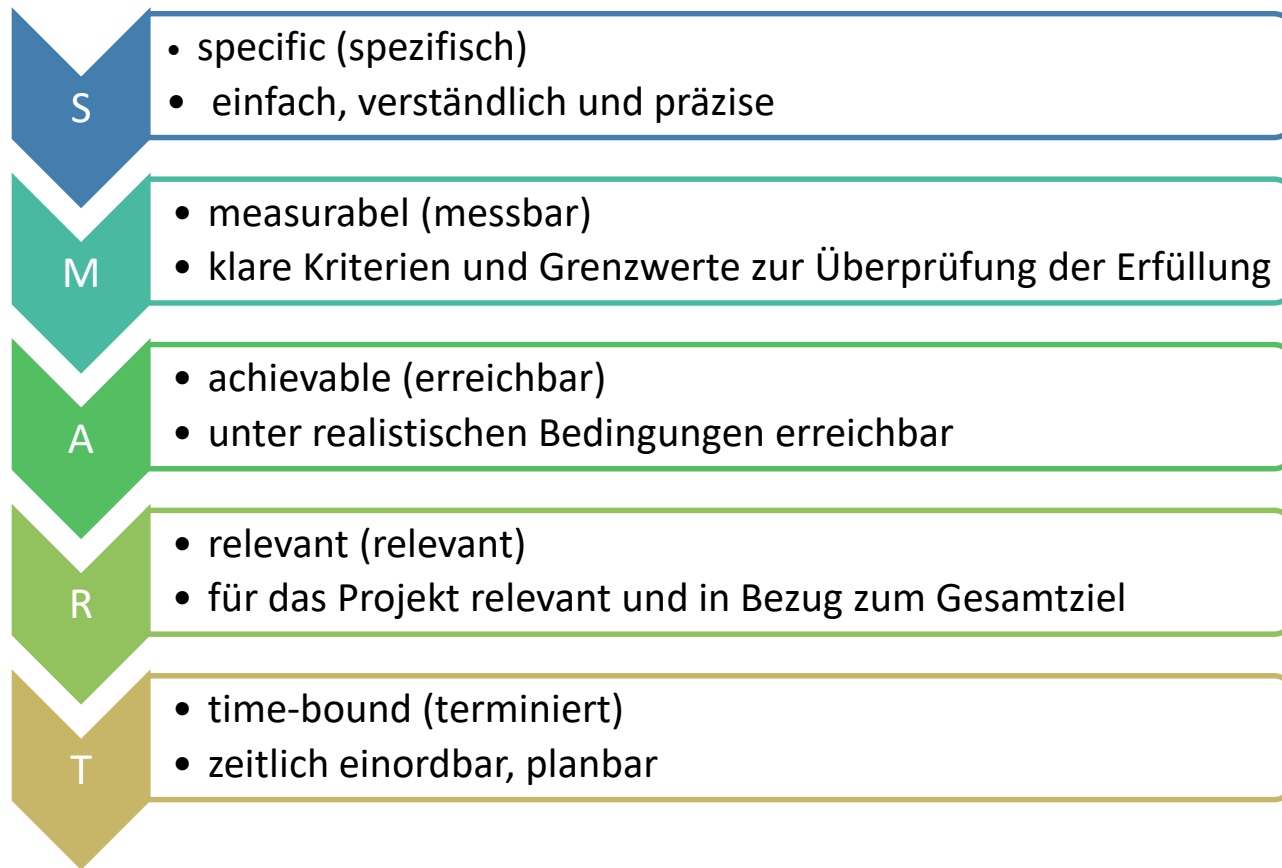 S
• specific (spezifisch)
• einfach, verständlich und präzise
M
• measurabel (messbar)
• klare Kriterien und Grenzwerte zur Überprüfung der Erfüllung
A
• achievable (erreichbar)
• unter realistischen Bedingungen erreichbar
R
• relevant (relevant)
• für das Projekt relevant und in Bezug zum Gesamtziel
T
• time-bound (terminiert)
• zeitlich einordbar, planbar